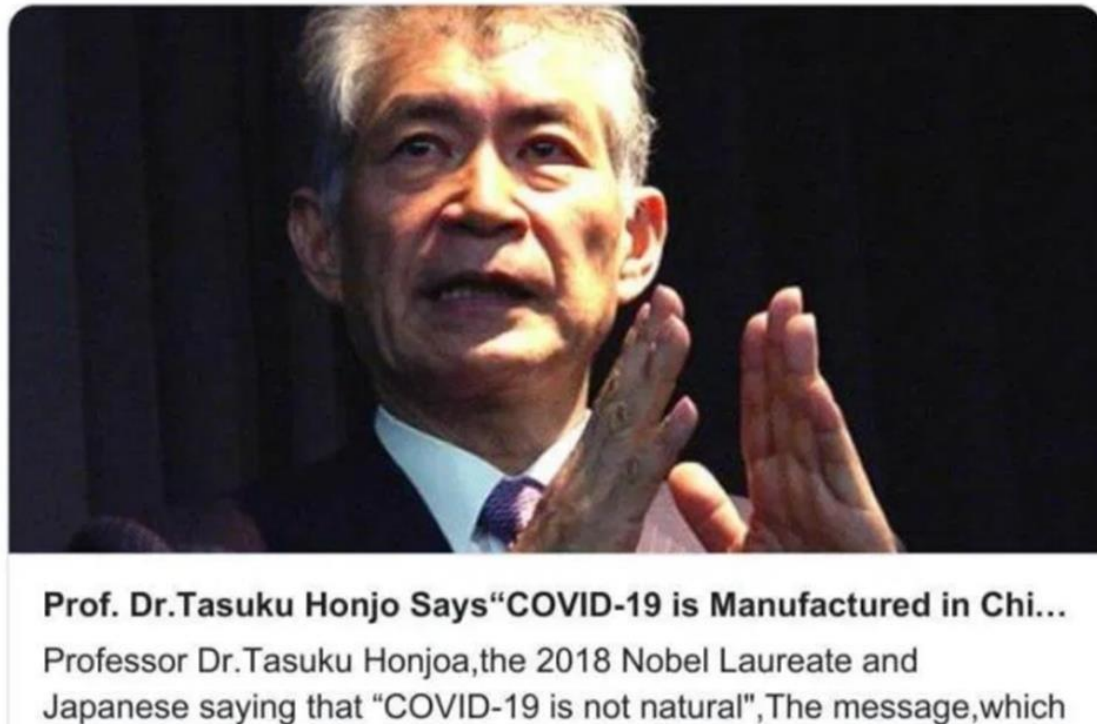 Prof. Dr.Tasuku Honjo Says“COVID-19 is Manufactured in Chi...
Professor Dr.Tasuku Honjoa,the 2018 Nobel Laureate and
Japanese saying that “COVID-19 is not natural",The message,which